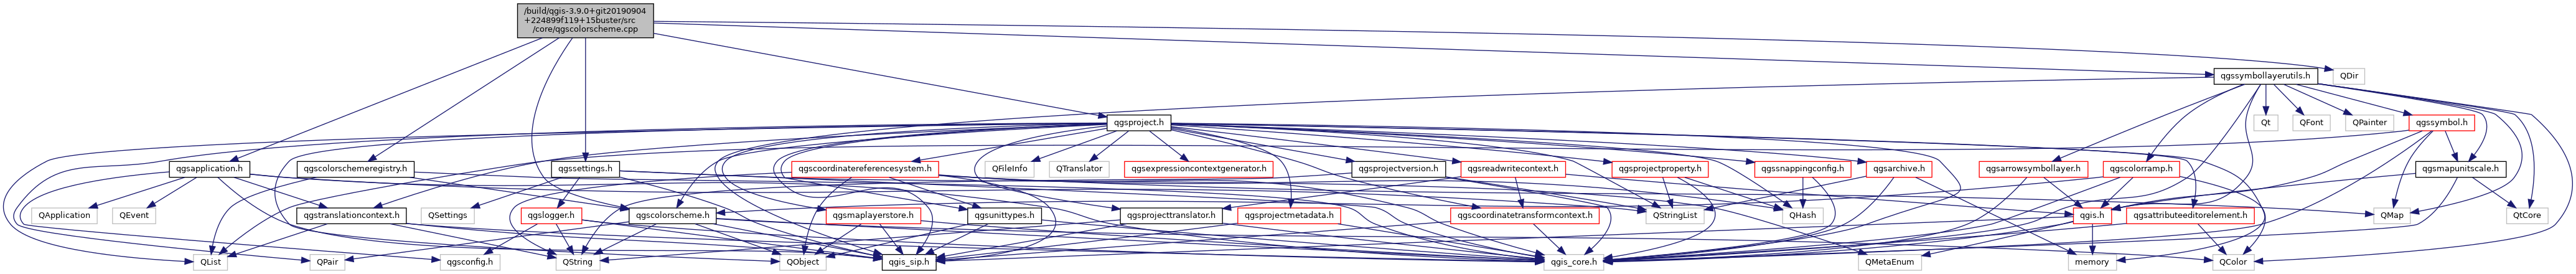 /build/qgis-3.9.0+git20190904
+224899f119+15buster/src
/core/qgscolorscheme.cpp
qgssymbollayerutils.h
QDir
qgsproject.h
Qt
QFont
QPainter
qgssymbol.h
qgsapplication.h
qgscolorschemeregistry.h
qgssettings.h
qgscoordinatereferencesystem.h
QFileInfo
QTranslator
qgsexpressioncontextgenerator.h
qgsprojectversion.h
qgsreadwritecontext.h
qgsprojectproperty.h
qgssnappingconfig.h
qgsarchive.h
qgsarrowsymbollayer.h
qgscolorramp.h
qgsmapunitscale.h
QApplication
QEvent
qgstranslationcontext.h
QSettings
qgslogger.h
qgscolorscheme.h
qgsmaplayerstore.h
qgsunittypes.h
qgsprojecttranslator.h
qgsprojectmetadata.h
qgscoordinatetransformcontext.h
QStringList
QHash
qgis.h
qgsattributeeditorelement.h
QMap
QtCore
QList
QPair
qgsconfig.h
QString
QObject
qgis_sip.h
qgis_core.h
QMetaEnum
memory
QColor